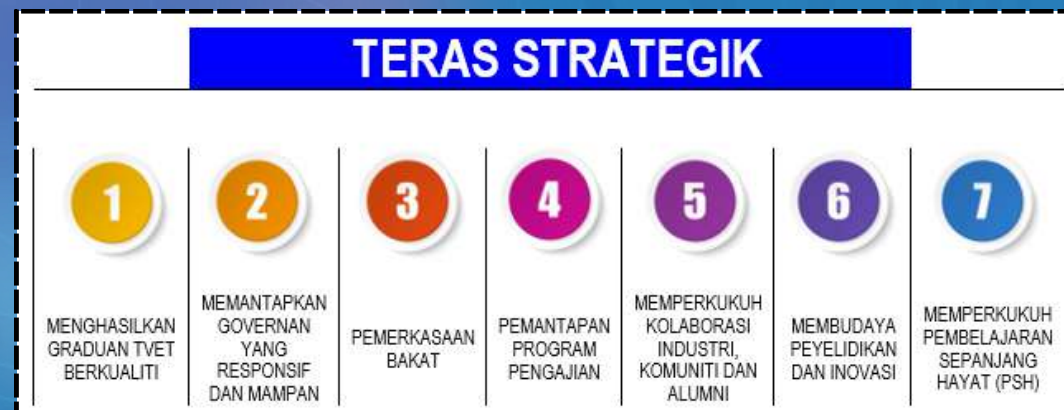 TERAS STRATEGIK
1
2
3
4
5
6
7
MENGHASILKAN
GRADUAN TVET
BERKUALITI
MEMANTAPKAN
GOVERNAN
YANG
RESPONSIF
DAN MAMPAN
PEMERKASAAN
BAKAT
PEMANTAPAN
PROGRAM
PENGAJIAN
MEMPERKUKUH
KOLABORASI
INDUSTRI,
KOMUNITI DAN
ALUMNI
MEMBUDAYA
PEYELIDIKAN
DAN INOVASI
MEMPERKUKUH
PEMBELAJARAN
SEPANJANG
HAYAT (PSH)